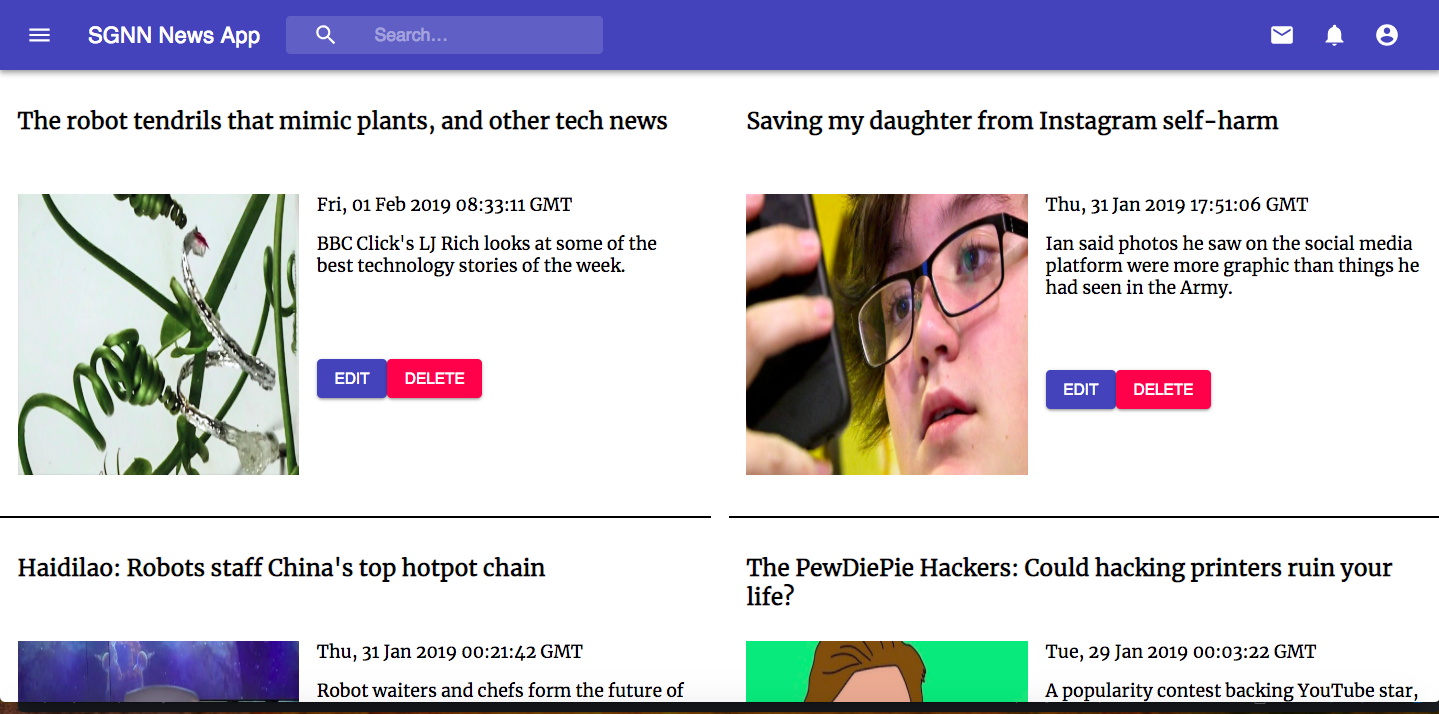 SGNN News App
Search...
The robot tendrils that mimic plants, and other tech news
Fri, 01 Feb 2019 08:33:11 GMT
BBC Click's LJ Rich looks at some of the
best technology stories of the week.
EDIT
DELETE
Saving my daughter from Instagram self-harm
Thu, 31 Jan 2019 17:51:06 GMT
Ian said photos he saw on the social media
platform were more graphic than things he
had seen in the Army.
EDIT
DELETE
Haidilao: Robots staff China's top hotpot chain
Thu, 31 Jan 2019 00:21:42 GMT
Robot waiters and chefs form the future of
The PewDiePie Hackers: Could hacking printers ruin your
life?
Tue, 29 Jan 2019 00:03:22 GMT
A popularity contest backing YouTube star,